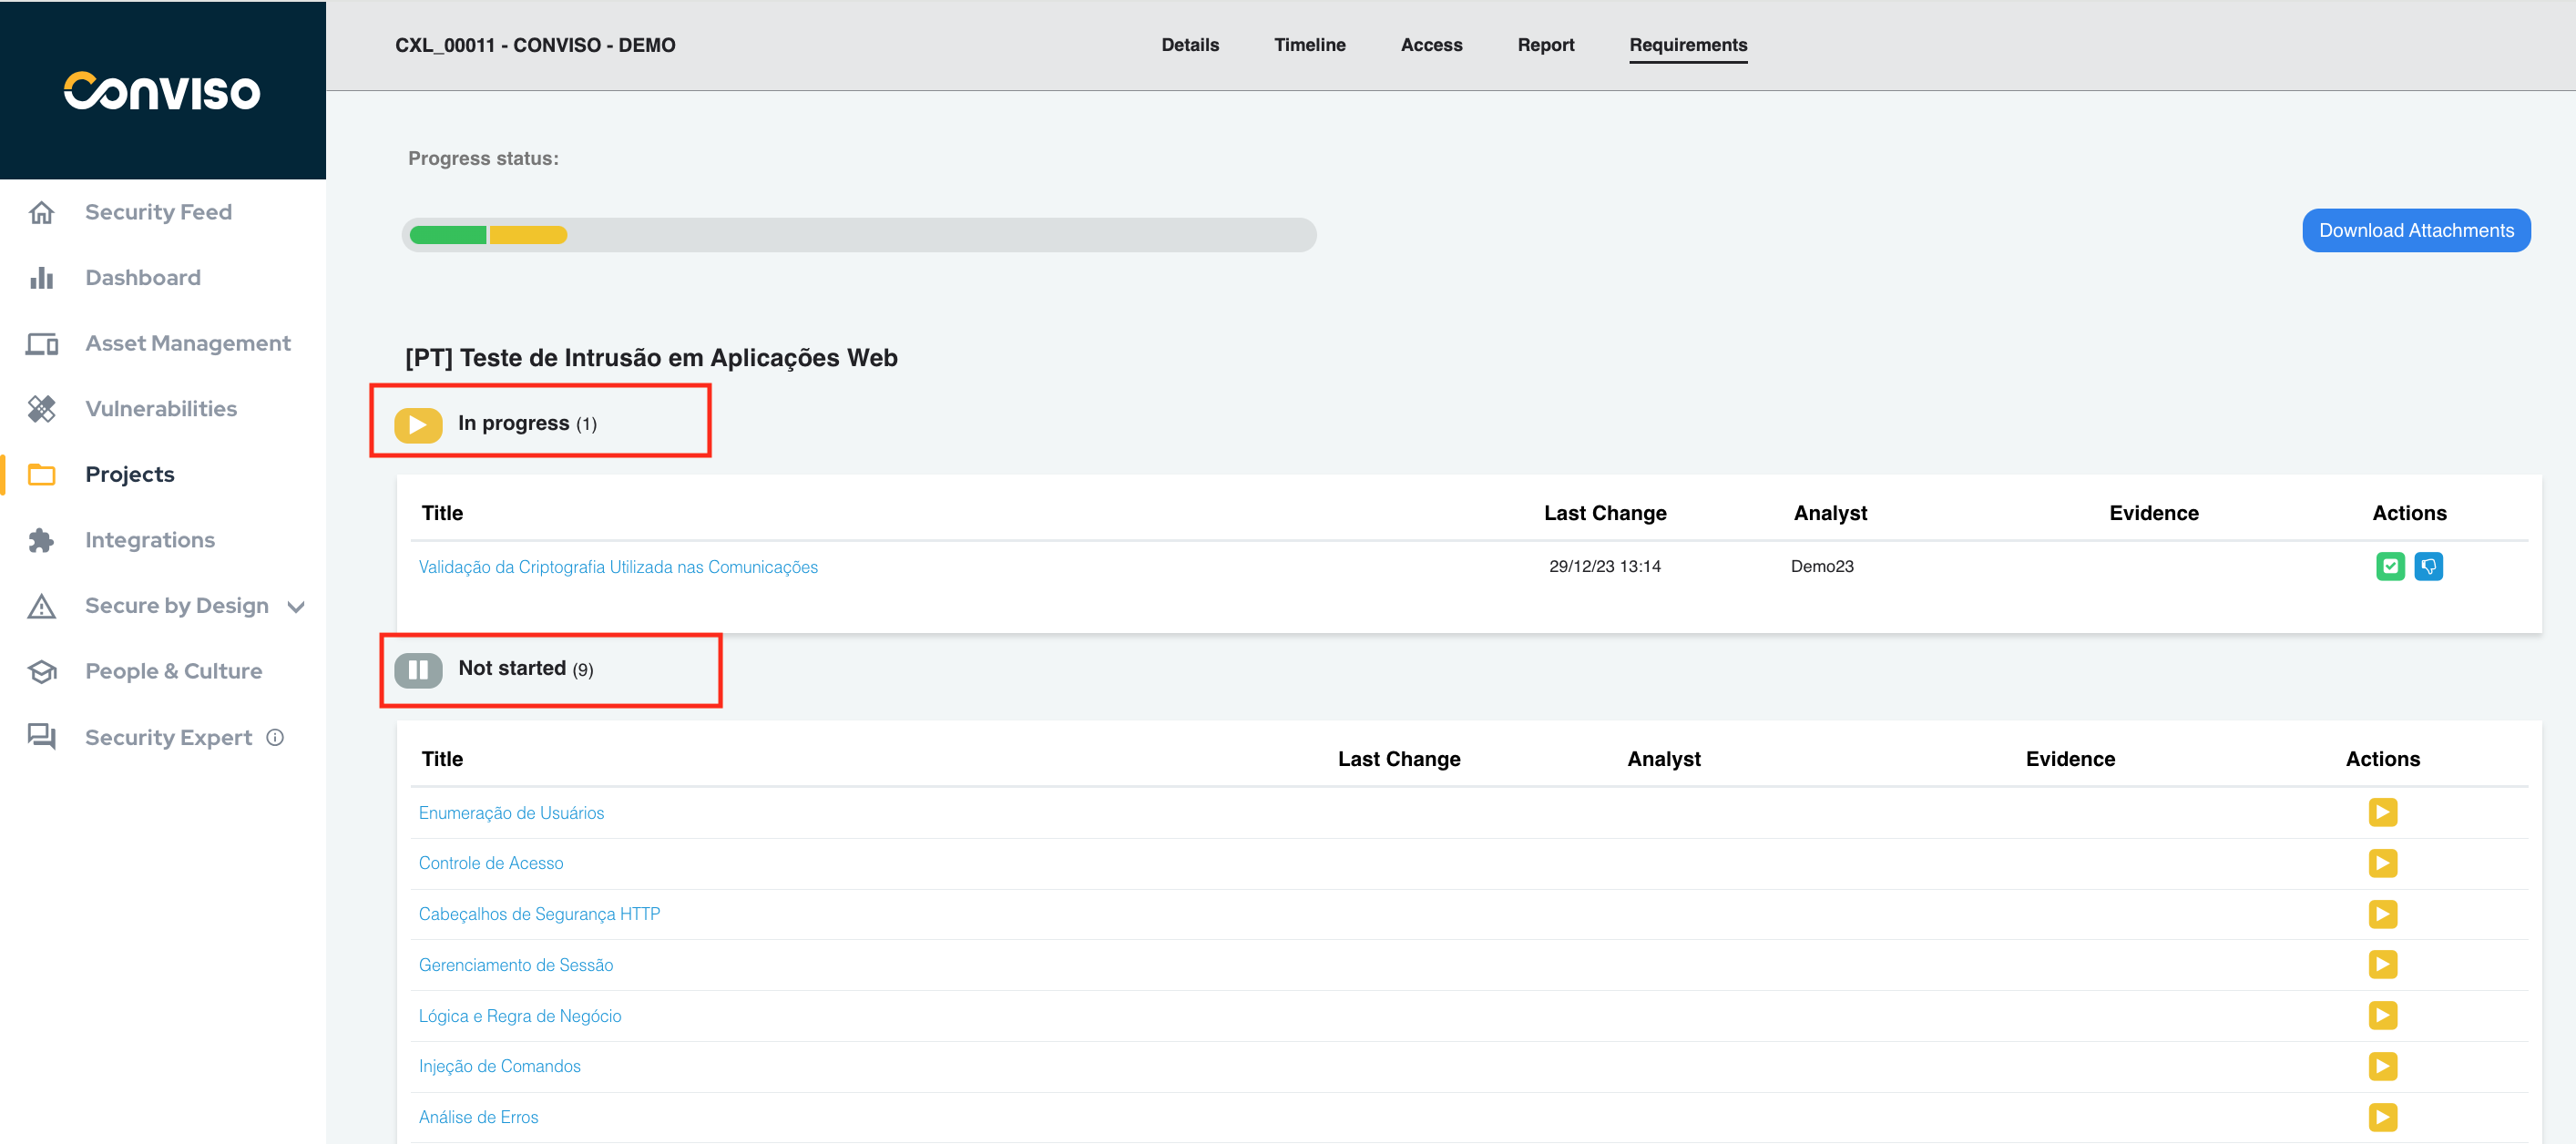 Conviso
CXL_00011 - CONVISO - DEMO
Details Timeline Access Report Requirements
Security Feed
Dashboard
Asset Management
Vulnerabilities
Projects
Integrations
Secure by Design
People & Culture
Security Expert
Progress status:
Download Attachments
[PT] Teste de Intrusão em Aplicações Web
In progress (1)
Title Last Change Analyst Evidence Actions
Validação da Criptografia Utilizada nas Comunicações 29/12/23 13:14 Demo23
Not started (9)
Title Last Change Analyst Evidence Actions
Enumeração de Usuários
Controle de Acesso
Cabeçalhos de Segurança HTTP
Gerenciamento de Sessão
Lógica e Regra de Negócio
Injeção de Comandos
Análise de Erros